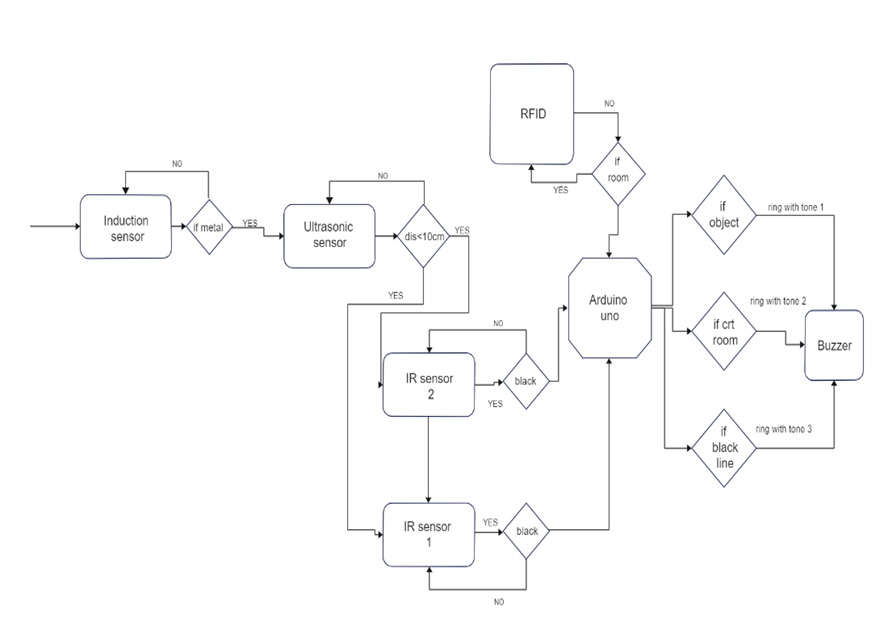 RFID
NO
if
room
YES
NO
Induction
sensor
if metal
YES
NO
Ultrasonic
sensor
dis<10cm
YES
YES
if
object
ring with tone 1
Arduino
uno
ring with tone 2
if crt
room
Buzzer
NO
IR sensor
2
black
YES
if
black
line
ring with tone 3
IR sensor
1
YES
black
NO